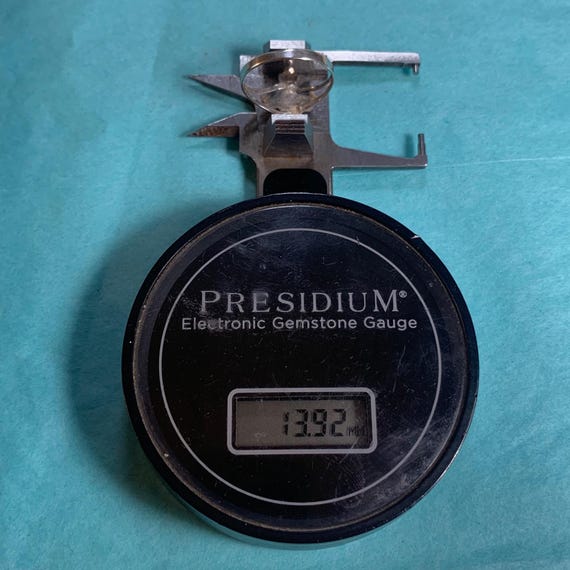 PRESIDIUM®
Electronic Gemstone Gauge
13.92 MM